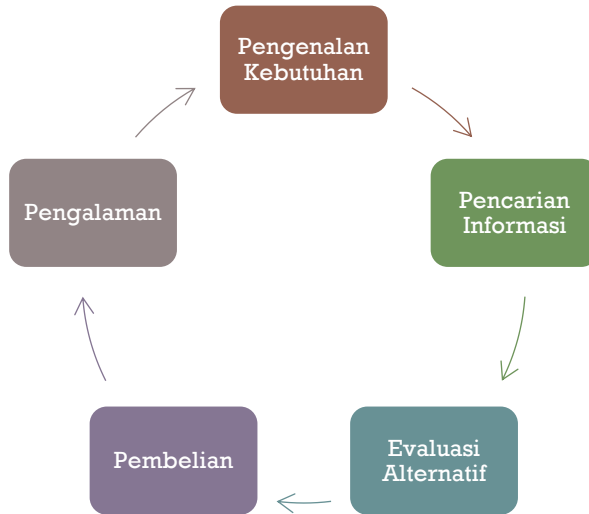 Pengenalan
Kebutuhan
Pencarian
Informasi
Evaluasi
Alternatif
Pembelian
Pengalaman